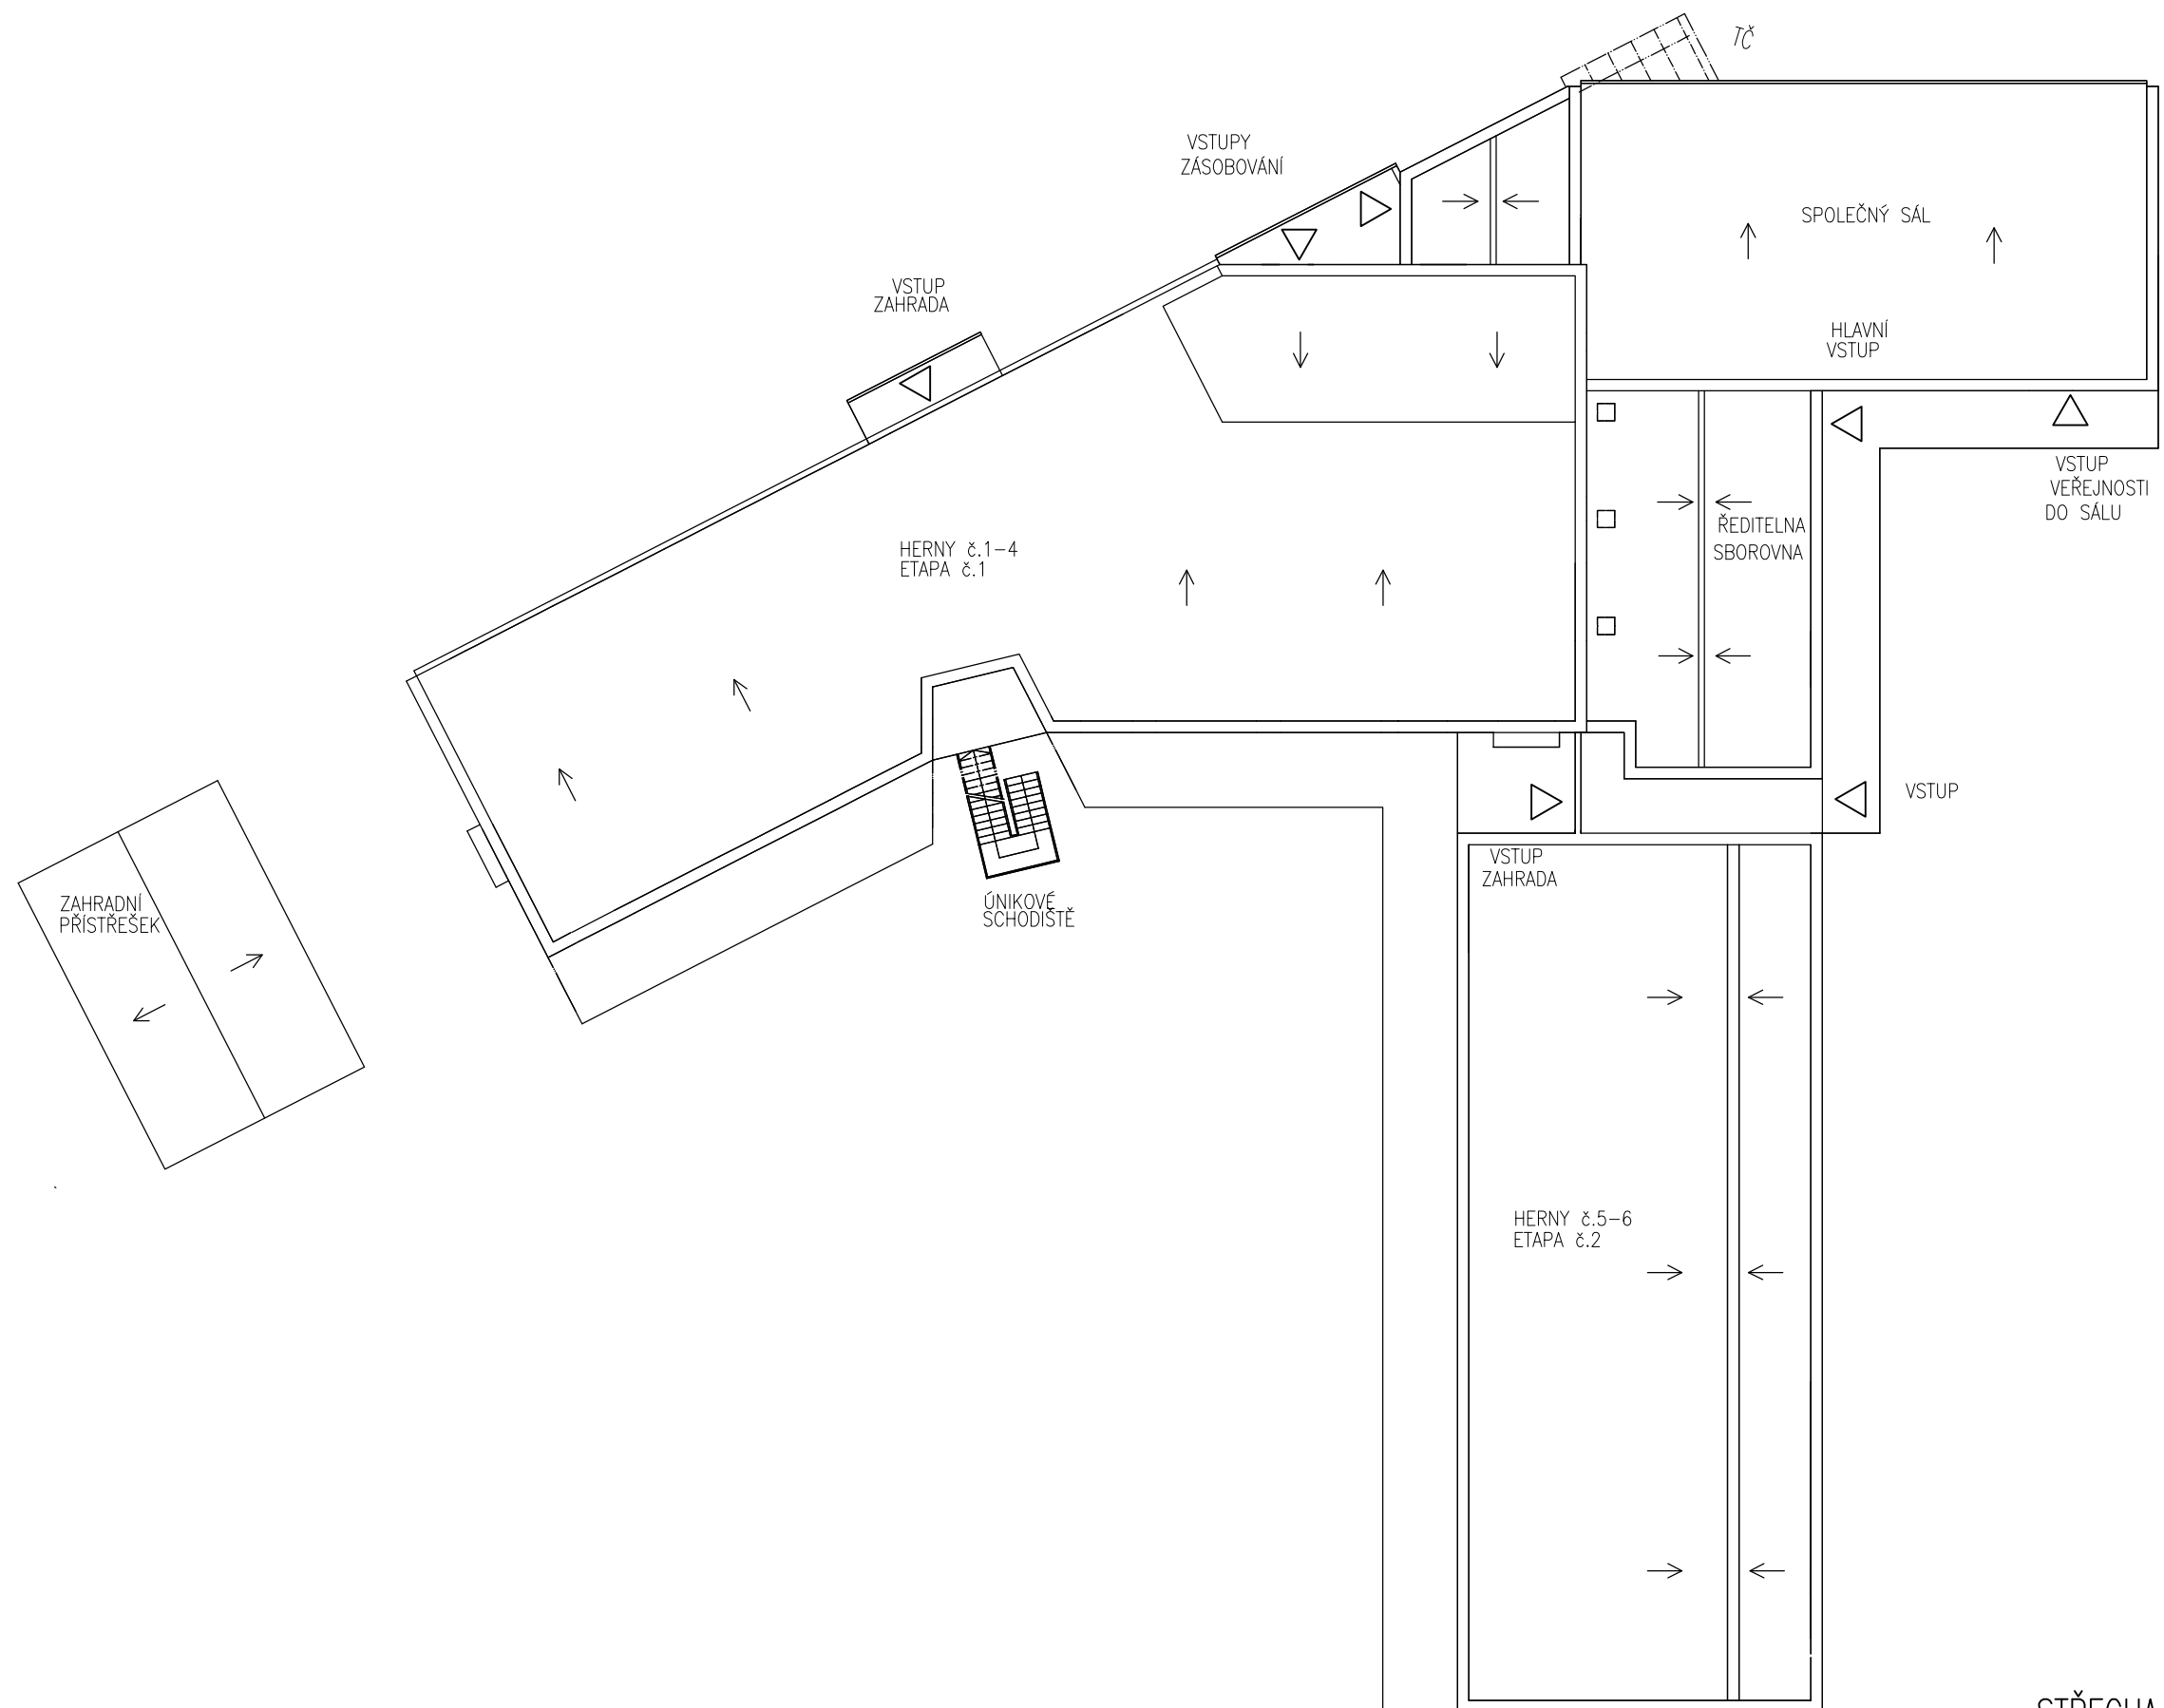 TČ
VSTUPY
ZÁSOBOVÁNÍ
SPOLEČNÝ SÁL
VSTUP
ZAHRADA
HLAVNÍ
VSTUP
VSTUP
VEŘEJNOSTI
DO SÁLU
ŘEDITELNA
SBOROVNA
HERNY č.1-4
ETAPA č.1
VSTUP
VSTUP
ZAHRADA
ÚNIKOVÉ
SCHODIŠTĚ
ZAHRADNÍ
PŘÍSTŘEŠEK
HERNY č.5-6
ETAPA č.2
STŘECHA